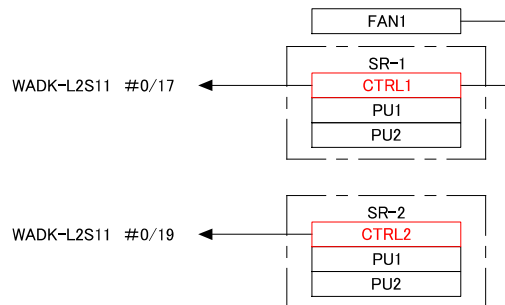 FAN1
SR-1
WADK-L2S11 #0/17
CTRL1
PU1
PU2
SR-2
WADK-L2S11 #0/19
CTRL2
PU1
PU2